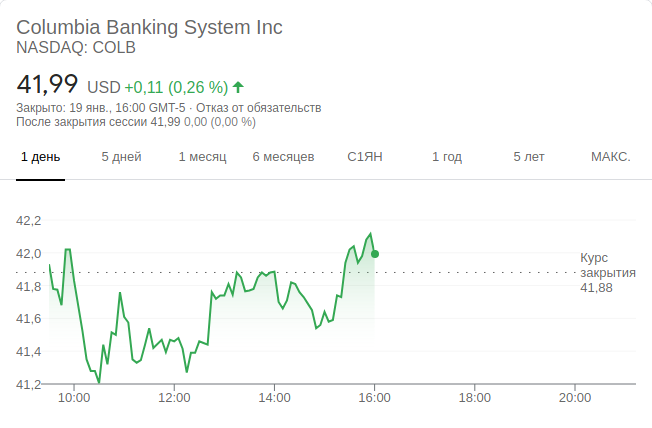 Columbia Banking System Inc
NASDAQ: COLB
41,99 USD +0,11 (0,26 %)
Закрыто: 19 янв., 16:00 GMT-5 · Отказ от обязательств
После закрытия сессии 41,99 0,00 (0,00 %)
1 день 5 дней 1 месяц 6 месяцев С1ЯН 1 год 5 лет МАКС.
42,2
42,0
41,8
41,6
41,4
41,2
Курс
закрытия
41,88
10:00 12:00 14:00 16:00 18:00 20:00